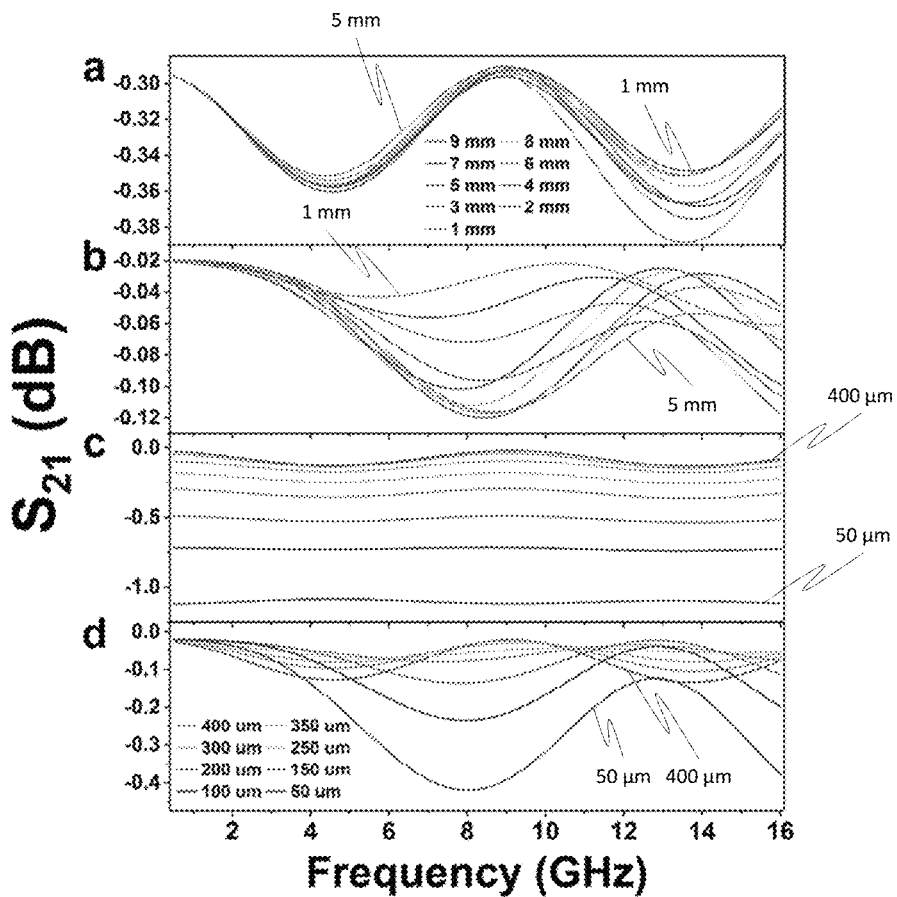 5 mm
a
-0.30
-0.32
-0.34
-0.36
-0.38
1 mm
9 mm 8 mm
7 mm 6 mm
5 mm 4 mm
3 mm 2 mm
1 mm
1 mm
b
-0.02
-0.04
-0.06
-0.08
-0.10
-0.12
5 mm
400 µm
c
0.0
-0.5
-1.0
50 µm
d
0.0
-0.1
-0.2
-0.3
-0.4
400 um 350 um
300 um 250 um
200 um 150 um
100 um 50 um
50 µm
400 µm
2 4 6 8 10 12 14 16
Frequency (GHz)
S21 (dB)